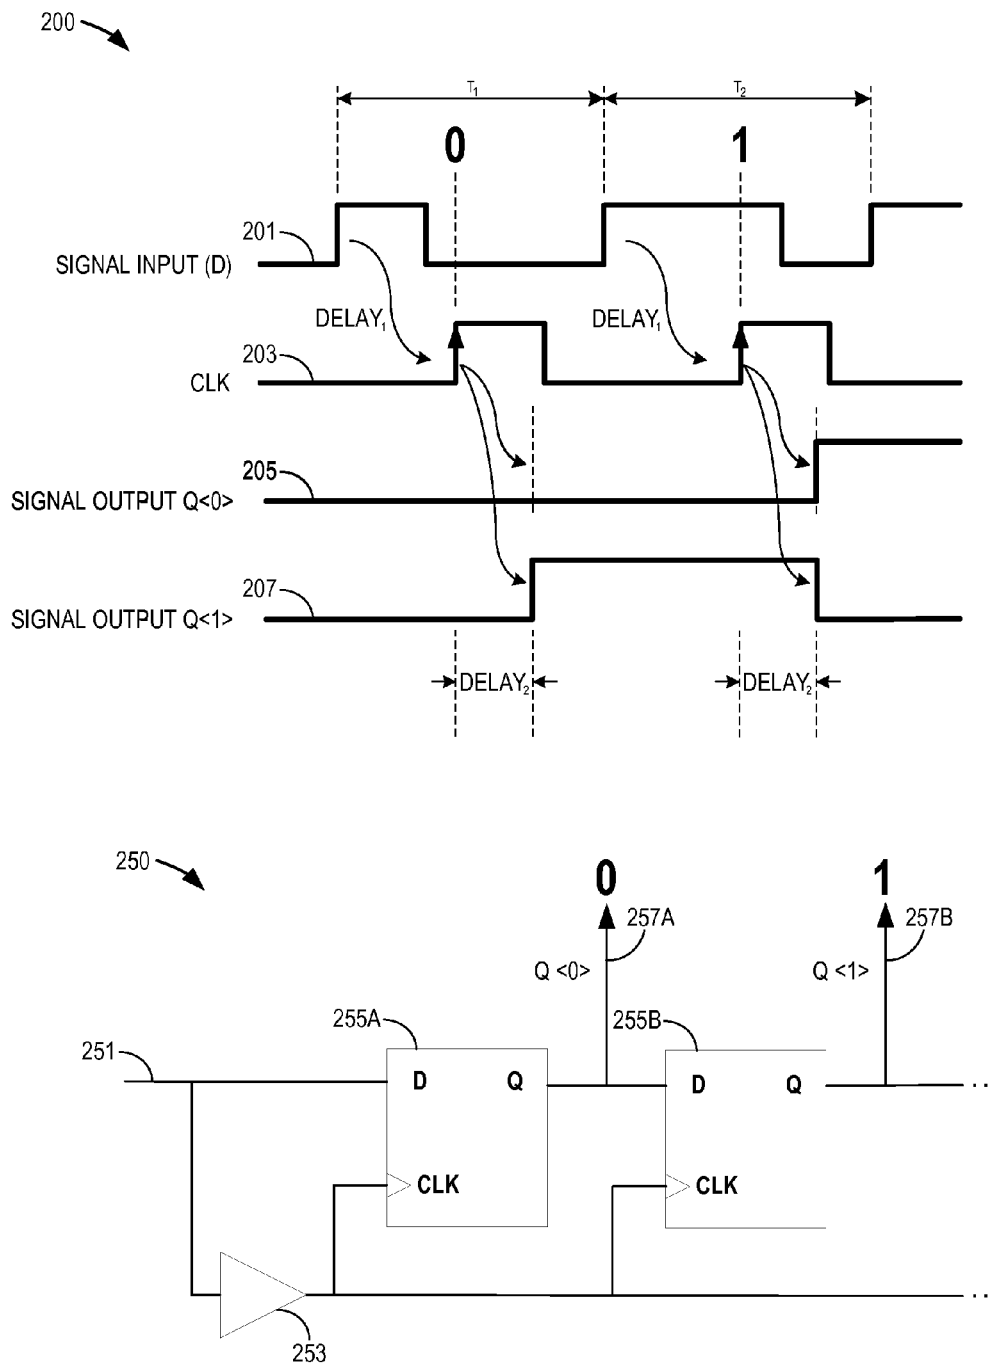 200
T1 T2
0 1
201
SIGNAL INPUT (D)
DELAY1 DELAY1
203
CLK
205
SIGNAL OUTPUT Q<0>
207
SIGNAL OUTPUT Q<1>
DELAY2 DELAY2
250
0 1
257A 257B
Q <0> Q <1>
255A 255B
251
D Q D Q
CLK CLK
253